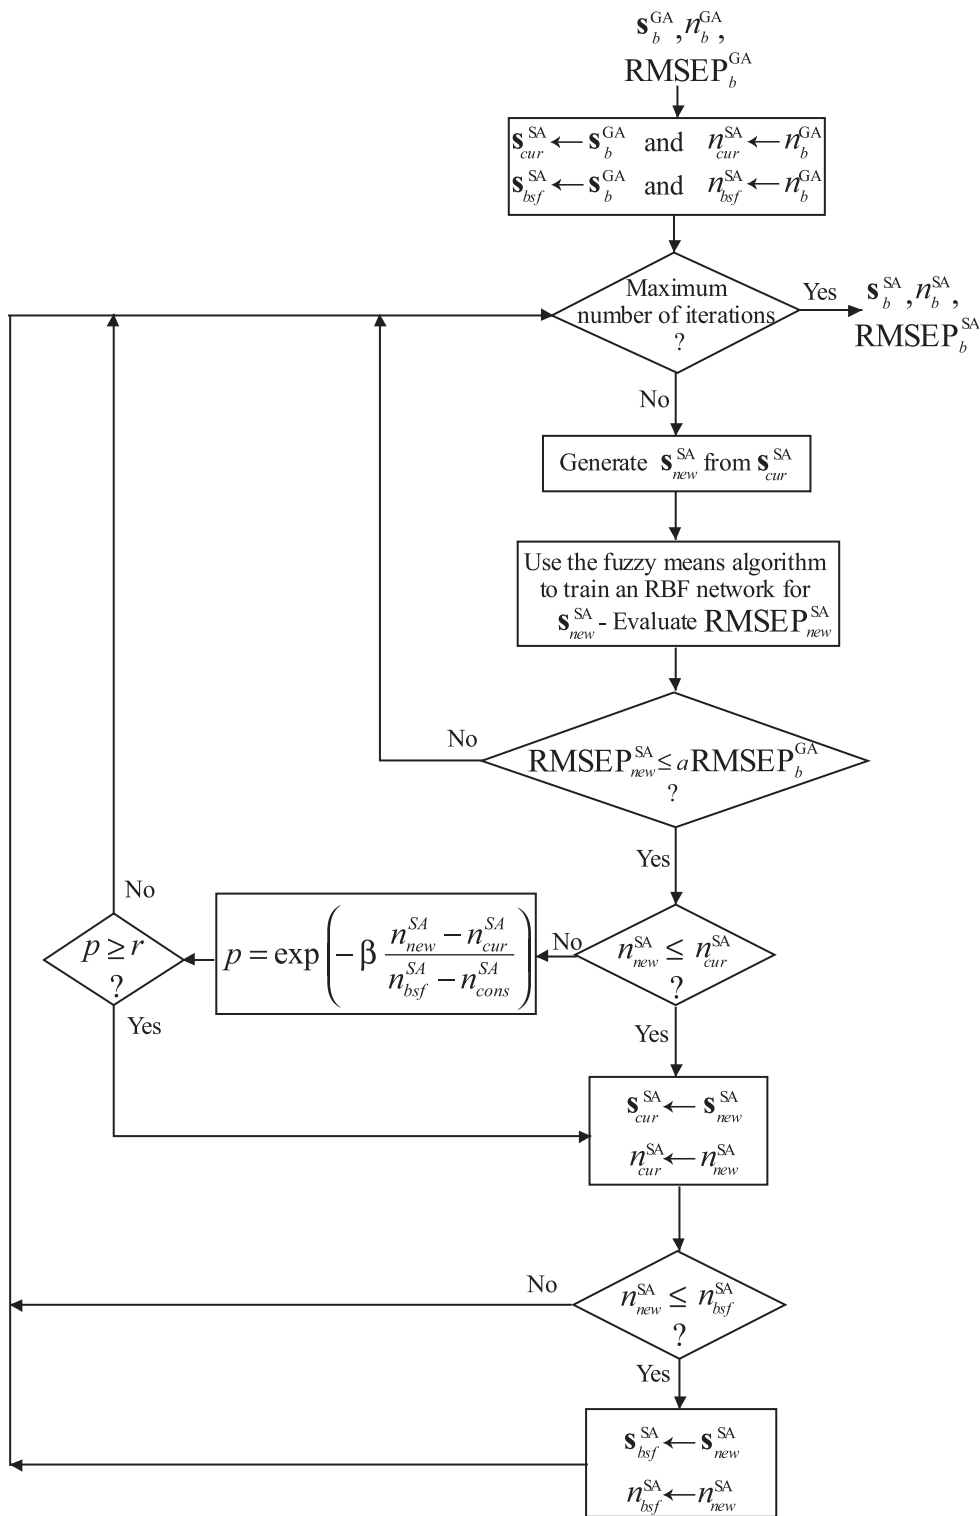 s_b^GA, n_b^GA,
RMSEP_b^GA
s_cur^SA ← s_b^GA and n_cur^SA ← n_b^GA
s_bsf^SA ← s_b^GA and n_bsf^SA ← n_b^GA
Maximum
number of iterations
?
Yes
s_b^SA, n_b^SA,
RMSEP_b^SA
No
Generate s_new^SA from s_cur^SA
Use the fuzzy means algorithm
to train an RBF network for
s_new^SA - Evaluate RMSEP_new^SA
No
RMSEP_new^SA ≤ a RMSEP_b^GA
?
Yes
No
p ≥ r
?
Yes
p = exp(-β (n_new^SA - n_cur^SA)/(n_bsf^SA - n_cons^SA))
No
n_new^SA ≤ n_cur^SA
?
Yes
s_cur^SA ← s_new^SA
n_cur^SA ← n_new^SA
No
n_new^SA ≤ n_bsf^SA
?
Yes
s_bsf^SA ← s_new^SA
n_bsf^SA ← n_new^SA